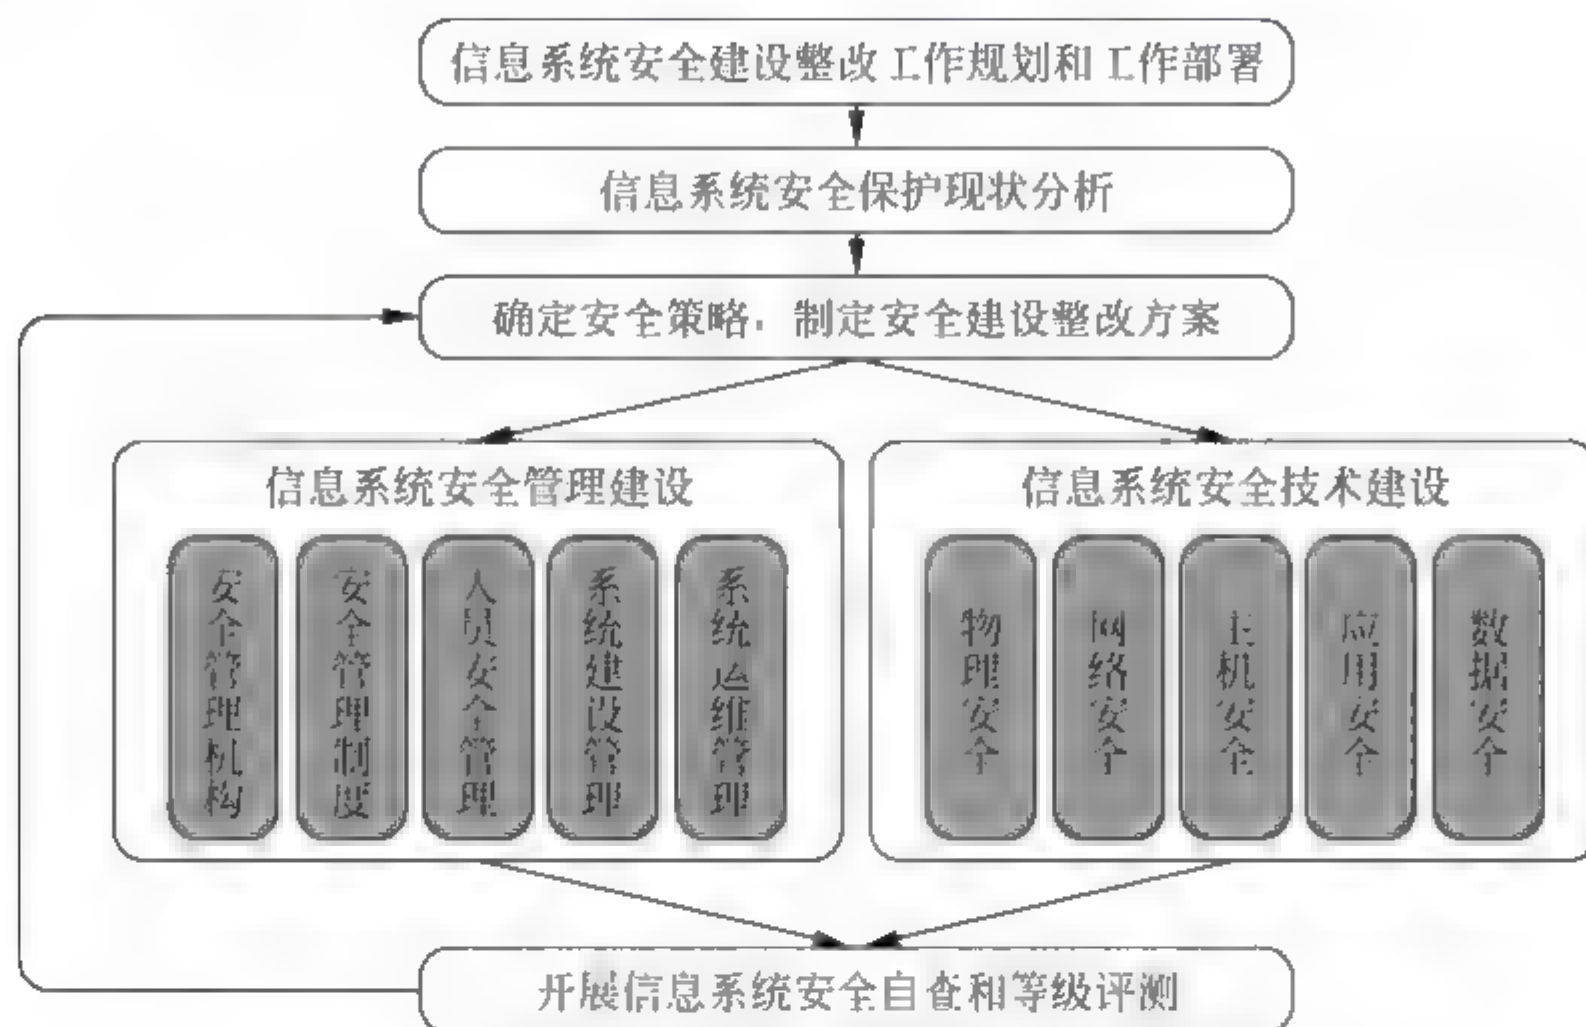 信息系统安全建设整改工作规划和工作部署
信息系统安全保护现状分析
确定安全策略,制定安全建设整改方案
信息系统安全管理建设
安全管理机构
安全管理制度
人员安全管理
系统建设管理
系统运维管理
信息系统安全技术建设
物理安全
网络安全
主机安全
应用安全
数据安全
开展信息系统安全自查和等级评测